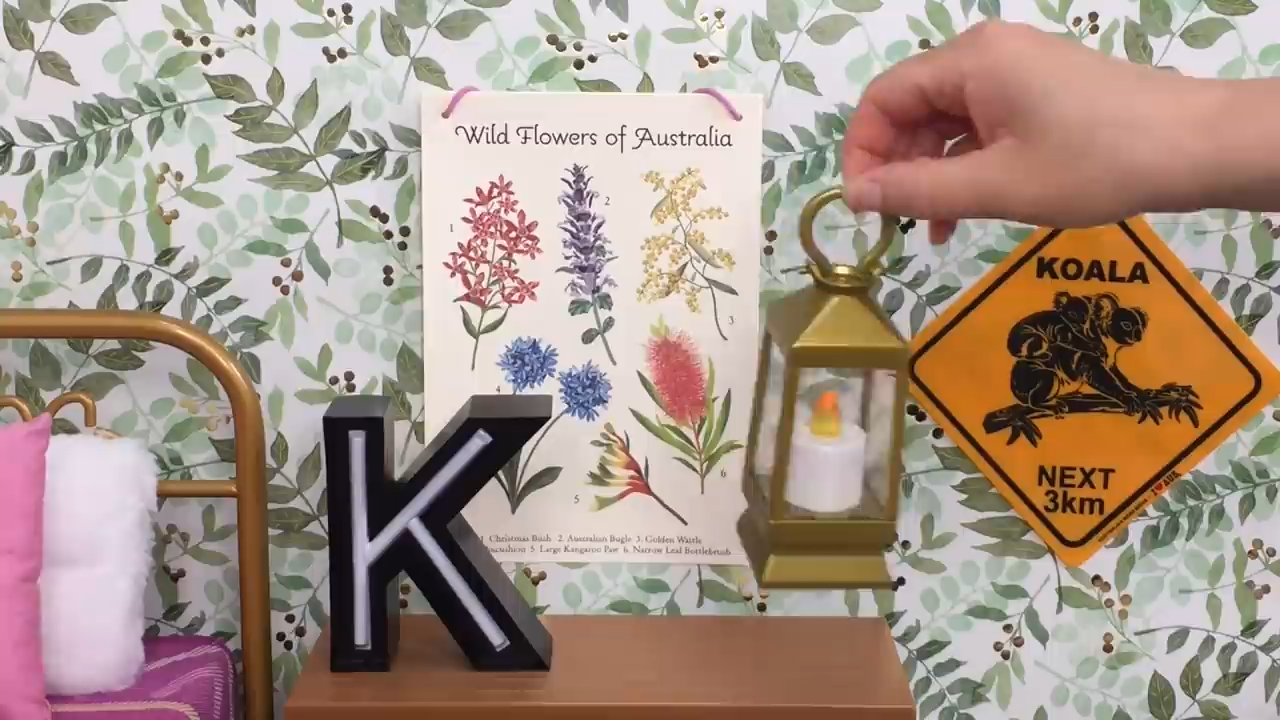 Wild Flowers of Australia
1
2
3
4
5
6
1 Christmas Bush 2. Australian Bugle 3. Golden Wattle
ncushion 5. Large Kangaroo Paw 6. Narrow Leaf Bottlebrush
K
KOALA
NEXT
3km